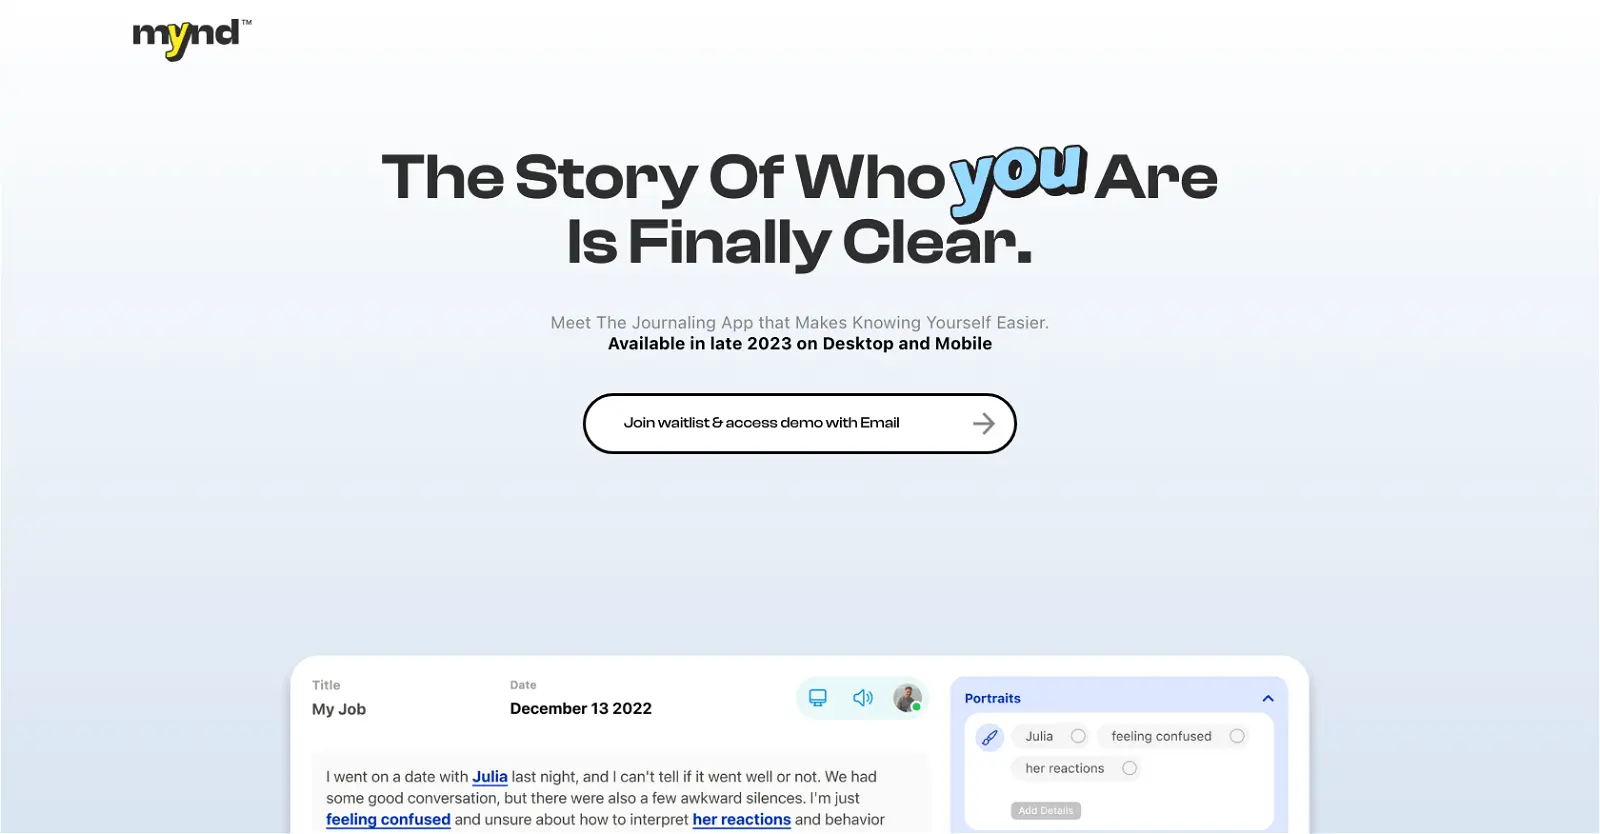 mynd™
The Story Of Who you Are
Is Finally Clear.
Meet The Journaling App that Makes Knowing Yourself Easier.
Available in late 2023 on Desktop and Mobile
Join waitlist & access demo with Email
Title
My Job
Date
December 13 2022
I went on a date with Julia last night, and I can't tell if it went well or not. We had
some good conversation, but there were also a few awkward silences. I'm just
feeling confused and unsure about how to interpret her reactions and behavior
Portraits
Julia
feeling confused
her reactions
Add Details